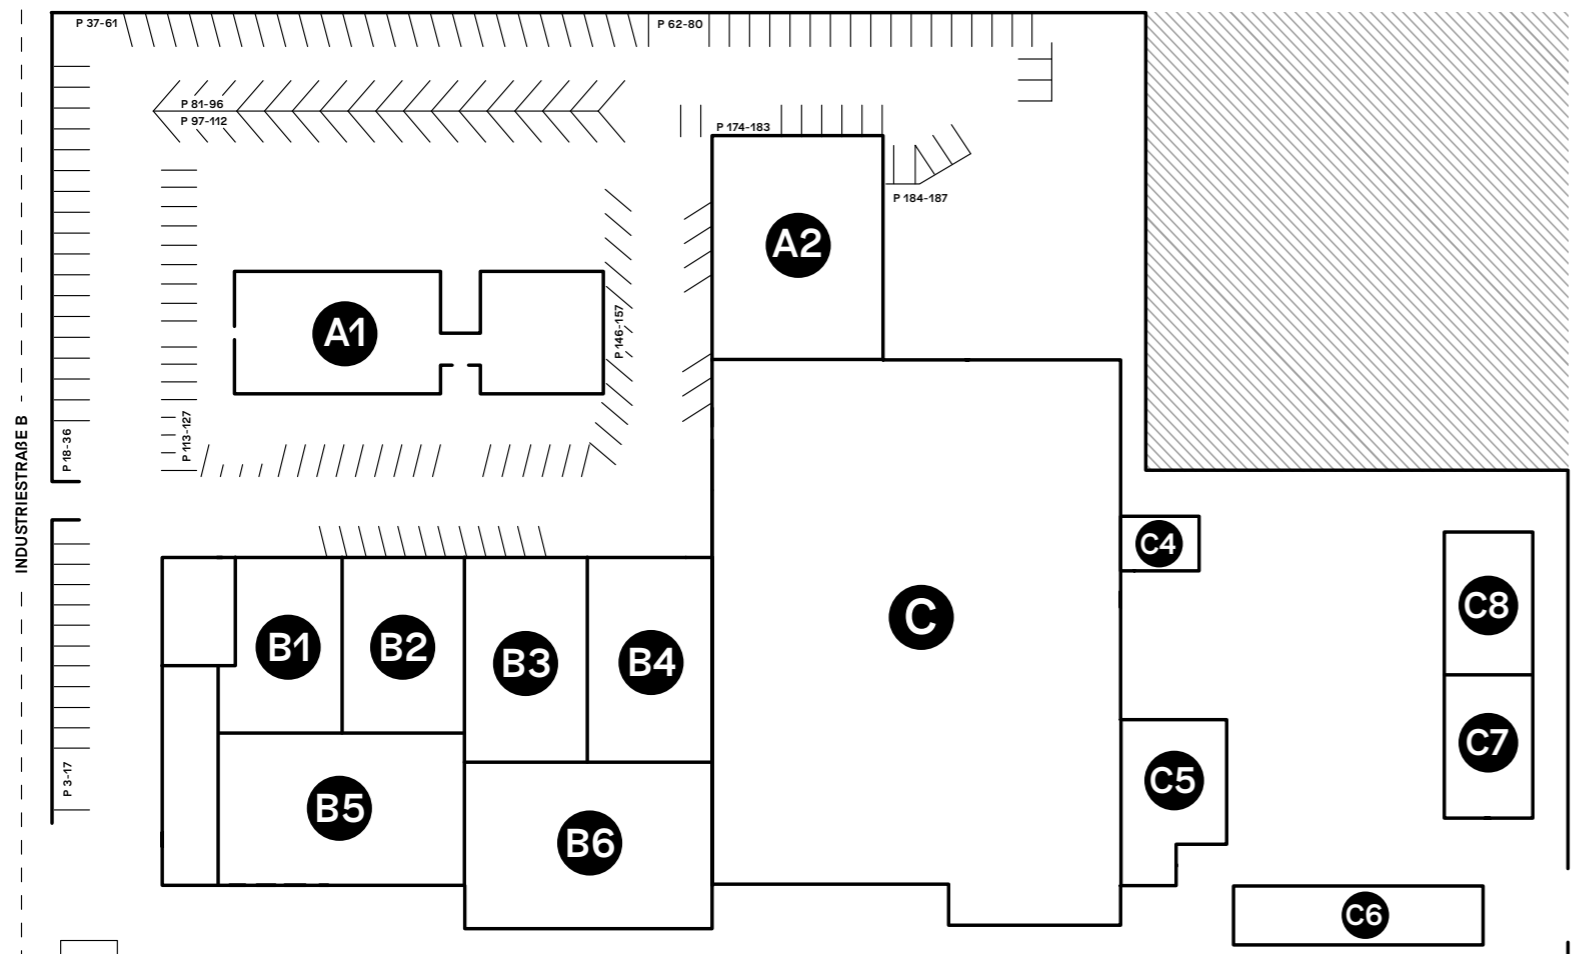 P 37-61
P 62-80
P 81-96
P 97-112
P 174-183
P 184-187
A2
A1
P 146-157
P 113-127
P 18-36
INDUSTRIESTRAẞE B
C4
C8
C
B1
B2
B3
B4
C7
C5
P 3-17
B5
B6
C6